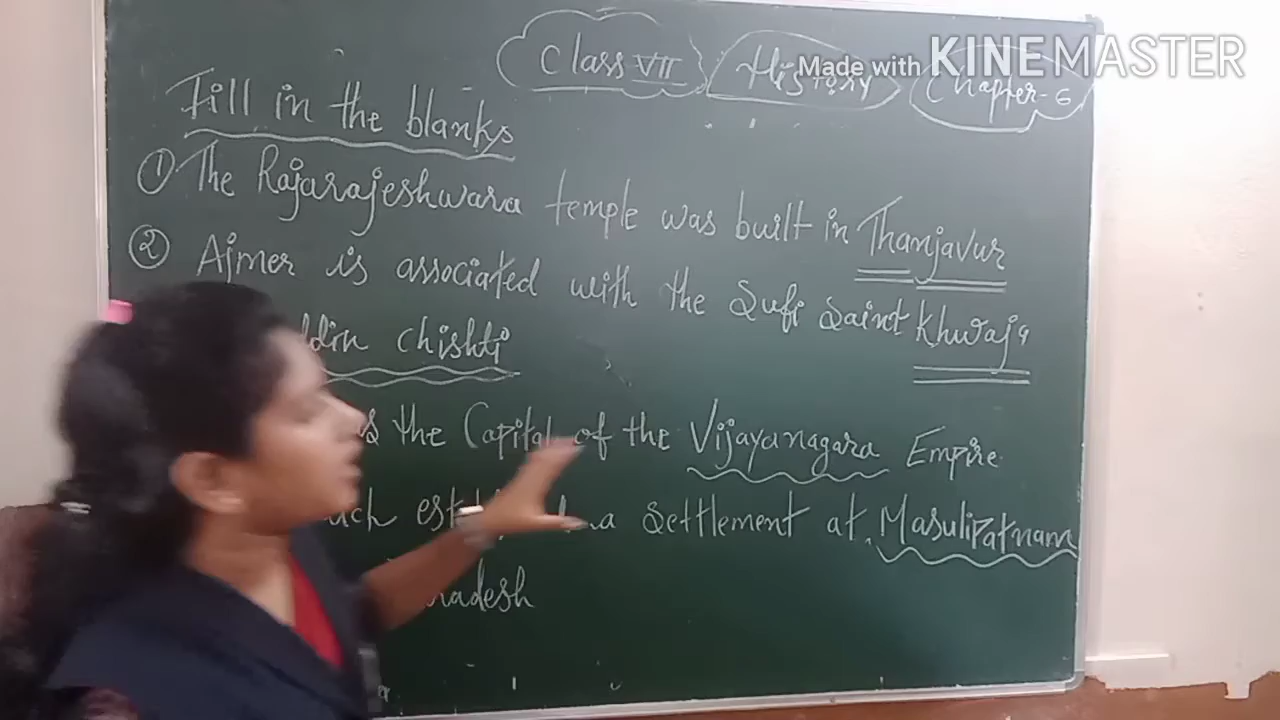 Class VII History Chapter-6
Made with KINEMASTER
Fill in the blanks
① The Rajarajeshwara temple was built in Thanjavur
② Ajmer is associated with the Sufi Saint Khwaja
ddin chishti
the Capital of the Vijayanagara Empire
a settlement at Masulipatnam
radesh